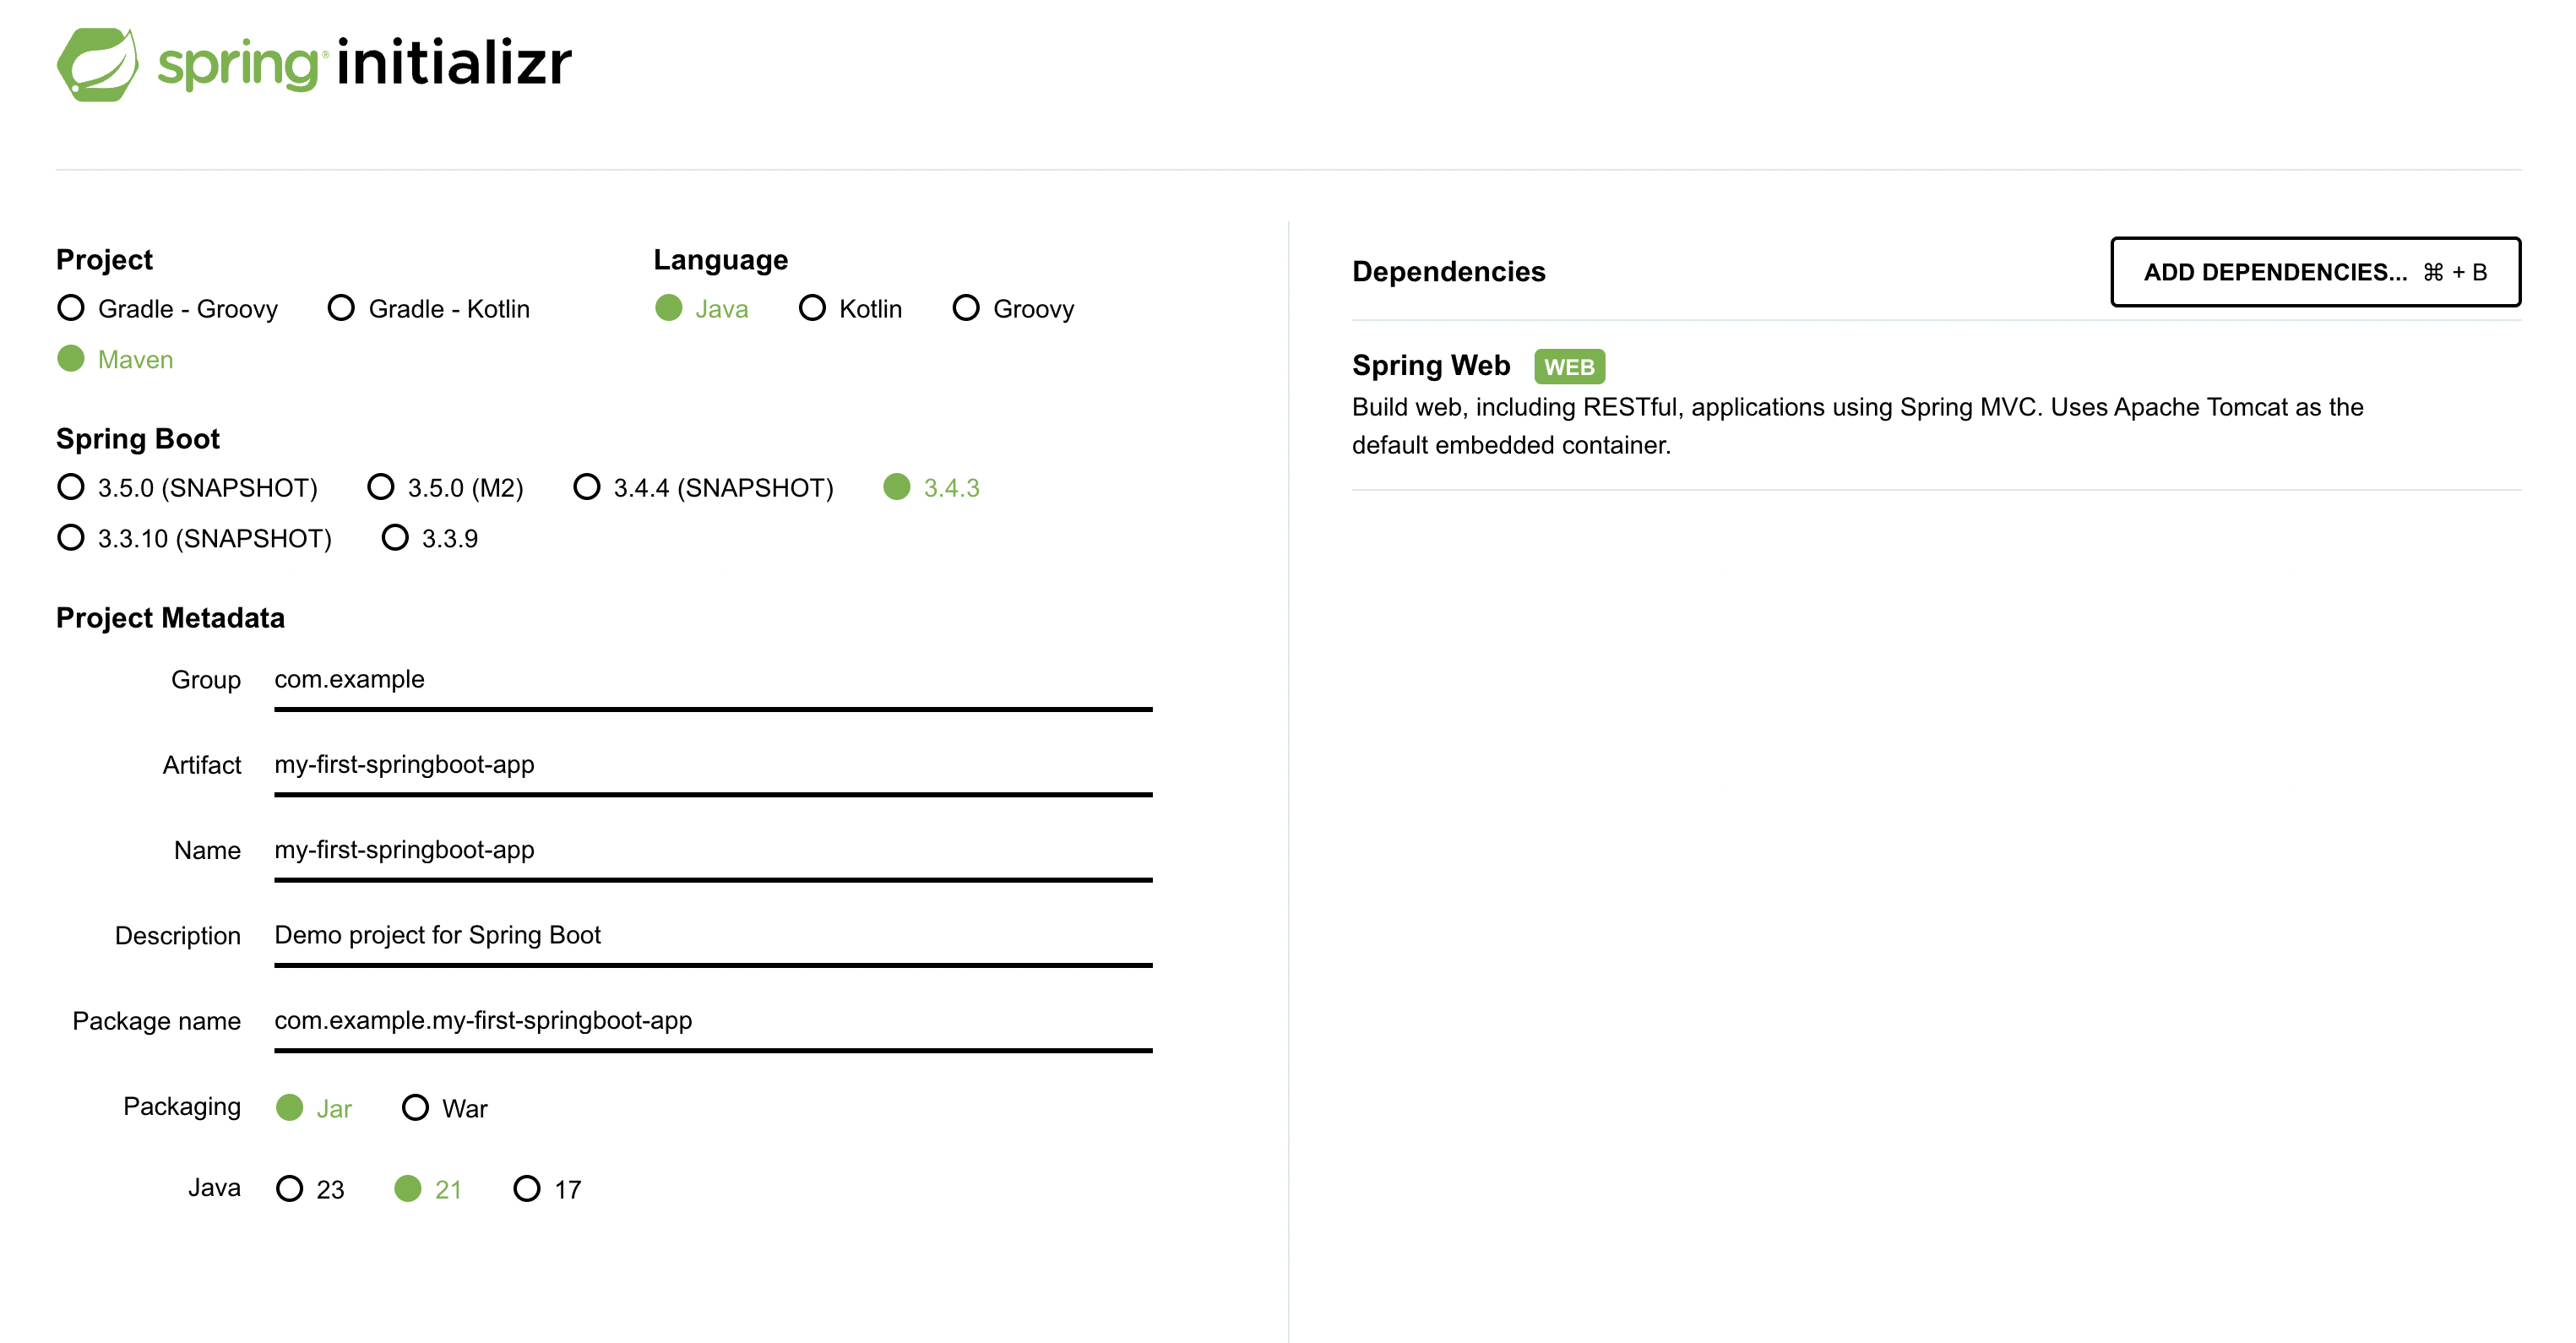 spring initializr
Project
Gradle - Groovy Gradle - Kotlin
Maven
Language
Java Kotlin Groovy
Spring Boot
3.5.0 (SNAPSHOT) 3.5.0 (M2) 3.4.4 (SNAPSHOT) 3.4.3
3.3.10 (SNAPSHOT) 3.3.9
Project Metadata
Group com.example
Artifact my-first-springboot-app
Name my-first-springboot-app
Description Demo project for Spring Boot
Package name com.example.my-first-springboot-app
Packaging Jar War
Java 23 21 17
Dependencies
ADD DEPENDENCIES... ⌘ + B
Spring Web WEB
Build web, including RESTful, applications using Spring MVC. Uses Apache Tomcat as the
default embedded container.